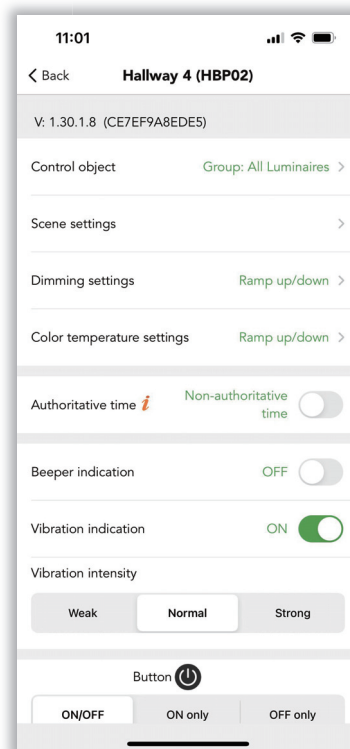 11:01
Back Hallway 4 (HBP02)
V: 1.30.1.8 (CE7EF9A8EDE5)
Control object Group: All Luminaires
Scene settings
Dimming settings Ramp up/down
Color temperature settings Ramp up/down
Authoritative time i Non-authoritative
time
Beeper indication OFF
Vibration indication ON
Vibration intensity
Weak Normal Strong
Button
ON/OFF ON only OFF only